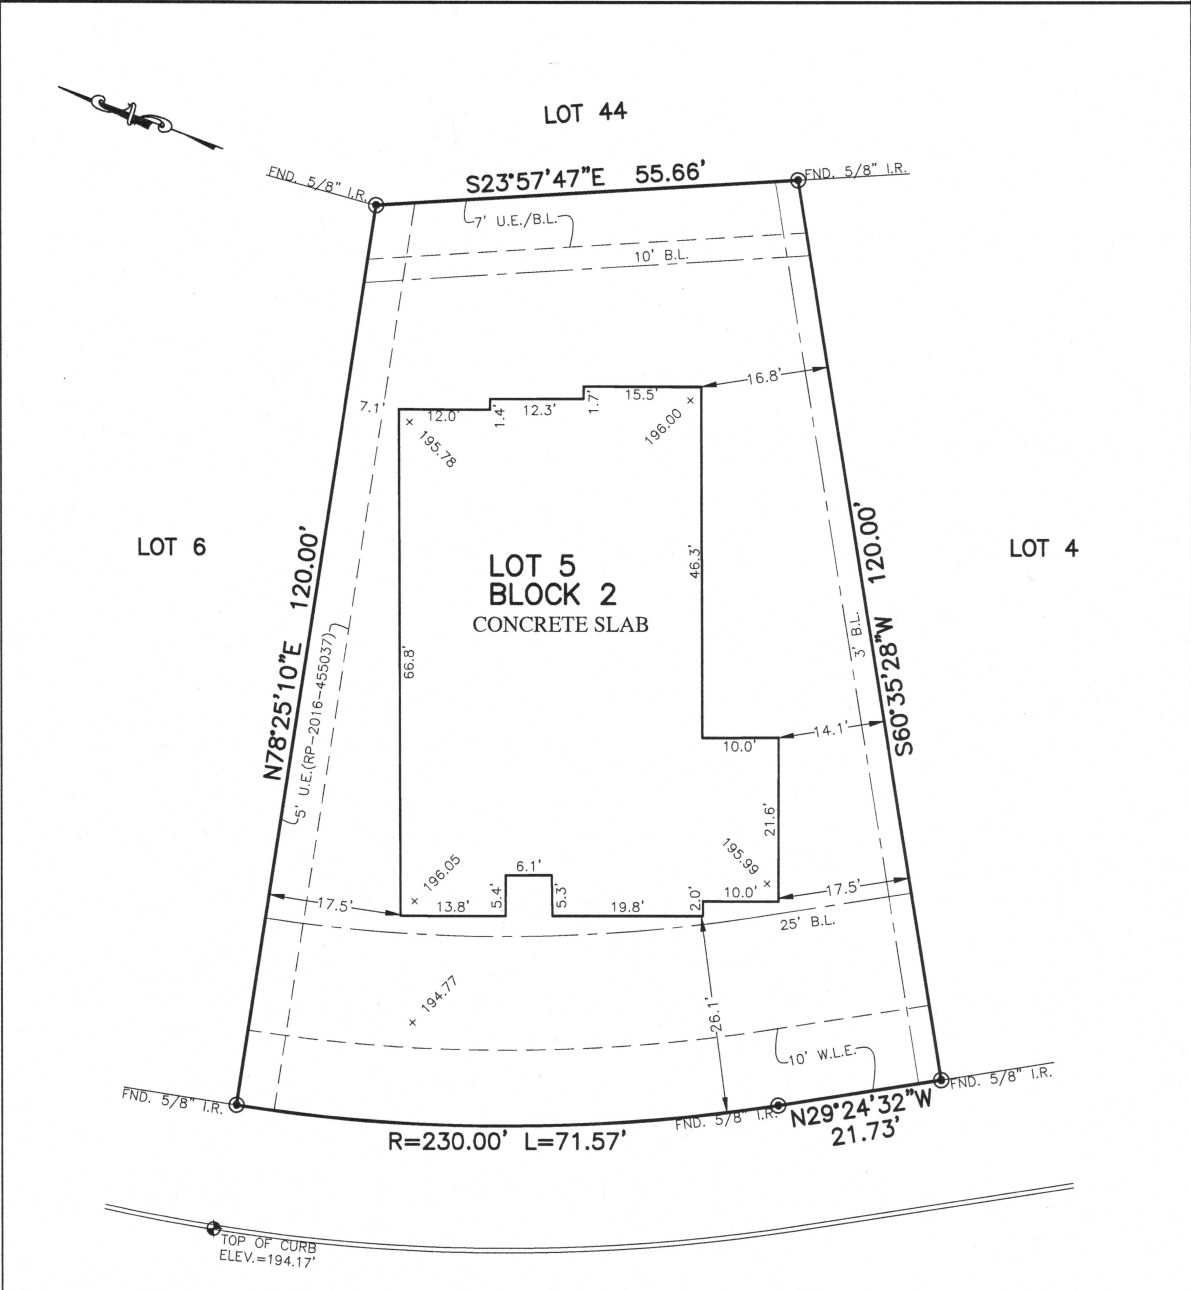 LOT 44
FND. 5/8" I.R.
S23°57'47"E 55.66'
FND. 5/8" I.R.
7' U.E./B.L.
10' B.L.
16.8'
7.1'
12.0'
1.4'
12.3'
1.7'
15.5'
195.78
196.00
LOT 6
N78°25'10"E 120.00'
5' U.E.(RP-2016-455037)
LOT 5
BLOCK 2
CONCRETE SLAB
46.3'
66.8'
LOT 4
S60°35'28"W 120.00'
3' B.L.
10.0'
14.1'
21.6'
195.99
196.05
6.1'
5.4'
5.3'
17.5'
13.8'
19.8'
2.0'
10.0'
17.5'
25' B.L.
194.77
26.1'
10' W.L.E.
FND. 5/8" I.R.
FND. 5/8" I.R.
FND. 5/8" I.R.
R=230.00' L=71.57'
N29°24'32"W
21.73'
TOP OF CURB
ELEV.=194.17'